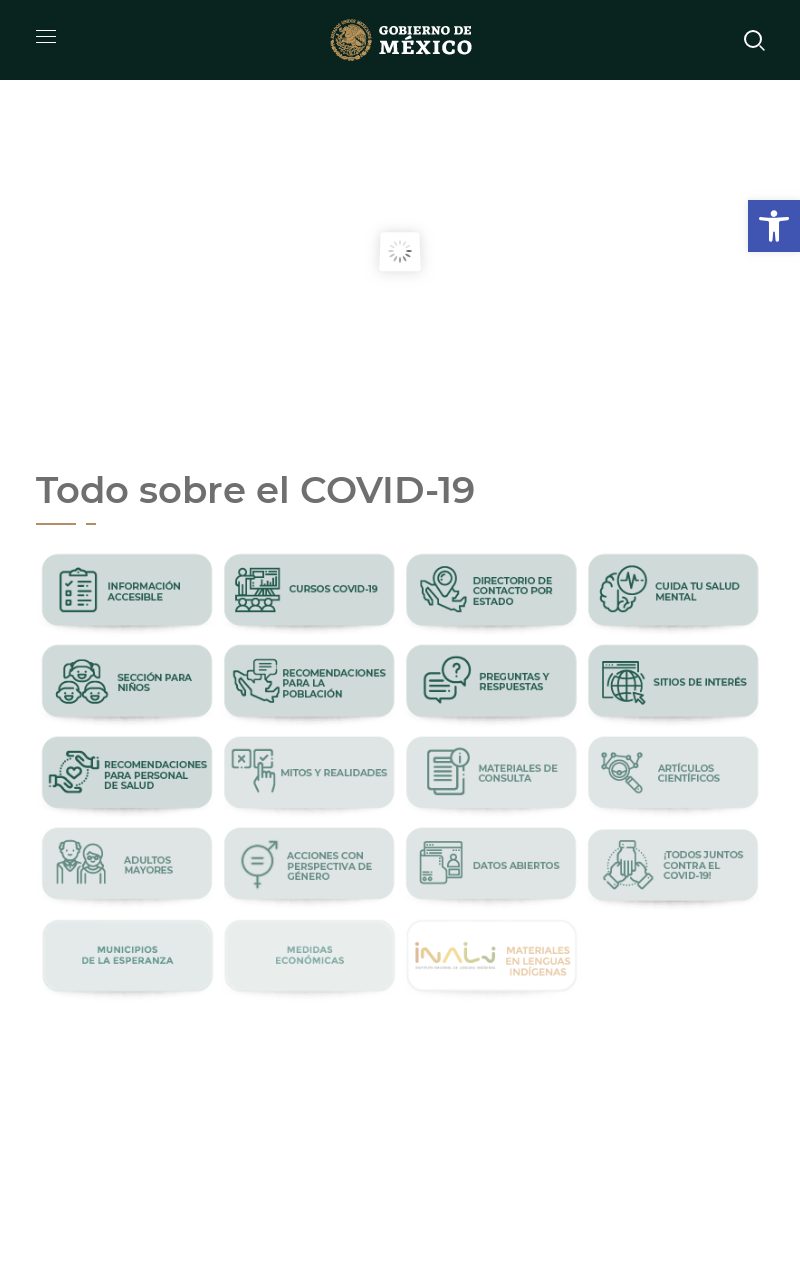 GOBIERNO DE
MÉXICO
Todo sobre el COVID-19
INFORMACIÓN
ACCESIBLE
CURSOS COVID-19
DIRECTORIO DE
CONTACTO POR
ESTADO
CUIDA TU SALUD
MENTAL
SECCIÓN PARA
NIÑOS
RECOMENDACIONES
PARA LA
POBLACIÓN
PREGUNTAS Y
RESPUESTAS
SITIOS DE INTERÉS
RECOMENDACIONES
PARA PERSONAL
DE SALUD
MITOS Y REALIDADES
MATERIALES DE
CONSULTA
ARTÍCULOS
CIENTÍFICOS
ADULTOS
MAYORES
ACCIONES CON
PERSPECTIVA DE
GÉNERO
DATOS ABIERTOS
¡TODOS JUNTOS
CONTRA EL
COVID-19!
MUNICIPIOS
DE LA ESPERANZA
MEDIDAS
ECONÓMICAS
INALI
MATERIALES
EN LENGUAS
INDÍGENAS